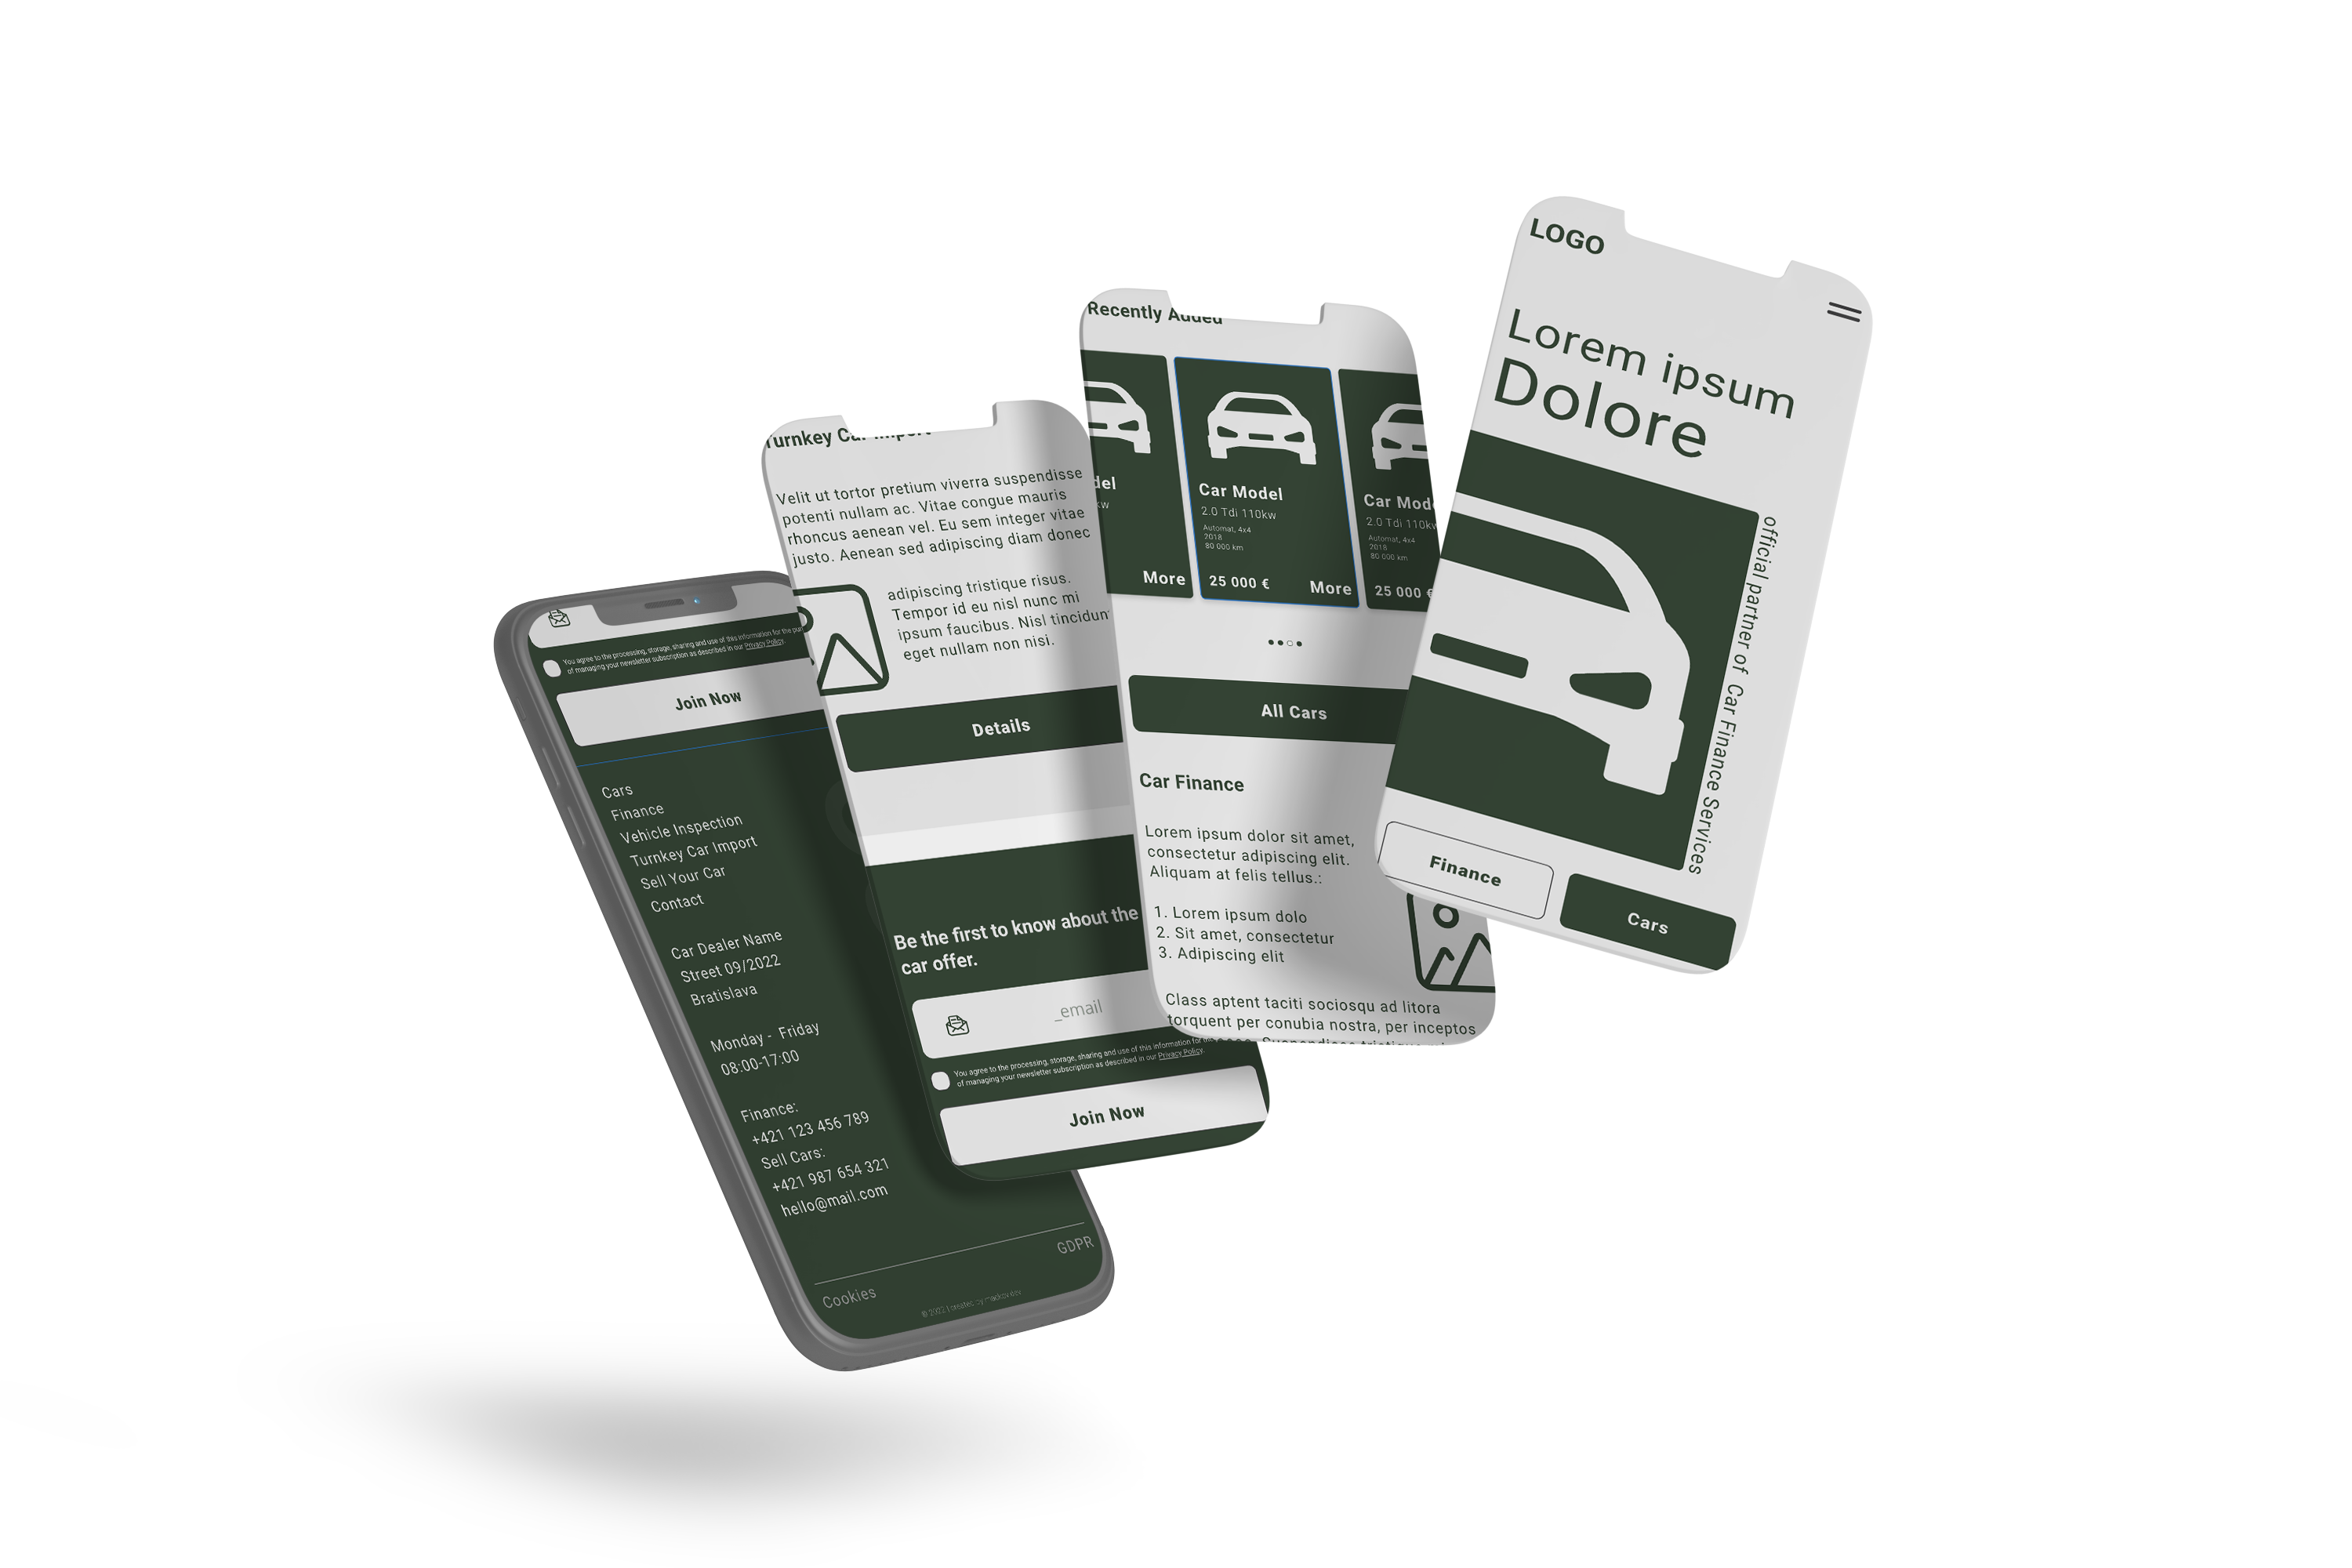 LOGO
Lorem ipsum
Dolore
official partner of Car Finance Services
Finance
Cars
Recently Added
Car Model
2.0 Tdi 110kw
Automat, 4x4
2018
80 000 km
25 000 €
More
More
Car
2.0 Tdi 110kw
Automat, 4x4
2018
80 000 km
25 000 €
All Cars
Car Finance
Lorem ipsum dolor sit amet,
consectetur adipiscing elit.
Aliquam at felis tellus.:
1. Lorem ipsum dolo
2. Sit amet, consectetur
3. Adipiscing elit
Class aptent taciti sociosqu ad litora
torquent per conubia nostra, per inceptos
Turnkey Car Import
Velit ut tortor pretium viverra suspendisse
potenti nullam ac. Vitae congue mauris
rhoncus aenean vel. Eu sem integer vitae
justo. Aenean sed adipiscing diam donec
adipiscing tristique risus.
Tempor id eu nisl nunc mi
ipsum faucibus. Nisl tincidunt
eget nullam non nisi.
Details
Be the first to know about the
car offer.
_email
You agree to the processing, storage, sharing and use of this information for the
of managing your newsletter subscription as described in our Privacy Policy.
Join Now
You agree to the processing, storage, sharing and use of this information for the
of managing your newsletter subscription as described in our Privacy Policy.
Join Now
Cars
Finance
Vehicle Inspection
Turnkey Car Import
Sell Your Car
Contact
Car Dealer Name
Street 09/2022
Bratislava
Monday - Friday
08:00-17:00
Finance:
+421 123 456 789
Sell Cars:
+421 987 654 321
hello@mail.com
GDPR
Cookies
© 2022 | created by